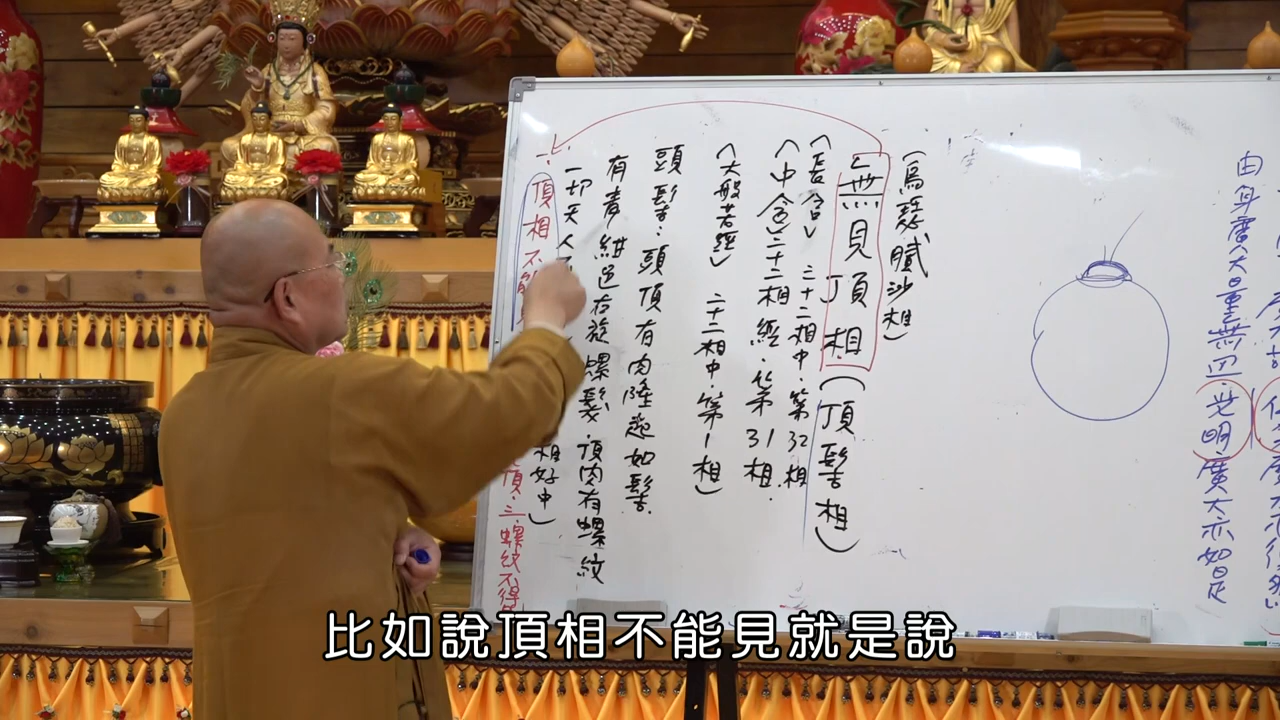 由身廣大量無辺.光明廣大亦如是
(烏瑟膩沙相)
無見頂相(頂髻相)
(長含)三十二相中.第32相.
(中含)三十二相經.第31相.
(大般若經)三十二相中.第1相)
頭髻:頭頂有肉隆起如髻.
有青紺色右旋螺髮.頂肉有螺紋
一切天人
相好中)
頂相不能
頂.三.螺紋不得
比如說頂相不能見就是說